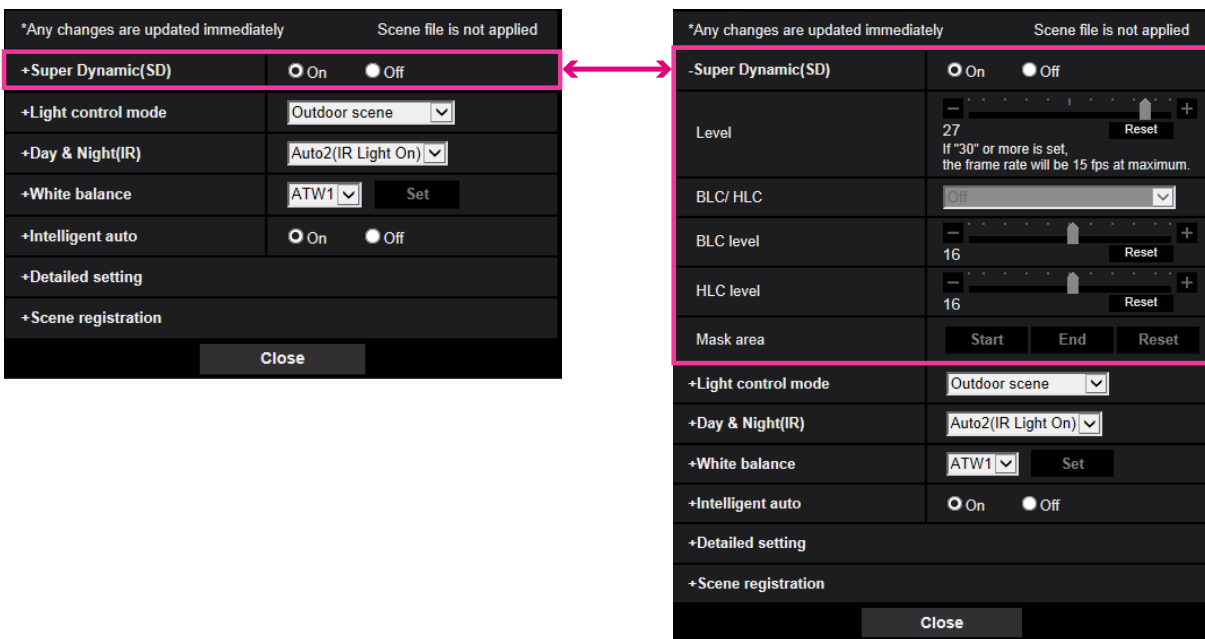 *Any changes are updated immediately Scene file is not applied
+Super Dynamic(SD) On Off
+Light control mode Outdoor scene
+Day & Night(IR) Auto2(IR Light On)
+White balance ATW1 Set
+Intelligent auto On Off
+Detailed setting
+Scene registration
Close
*Any changes are updated immediately Scene file is not applied
-Super Dynamic(SD) On Off
Level - +
27 Reset
If "30" or more is set,
the frame rate will be 15 fps at maximum.
BLC/ HLC Off
BLC level - +
16 Reset
HLC level - +
16 Reset
Mask area Start End Reset
+Light control mode Outdoor scene
+Day & Night(IR) Auto2(IR Light On)
+White balance ATW1 Set
+Intelligent auto On Off
+Detailed setting
+Scene registration
Close